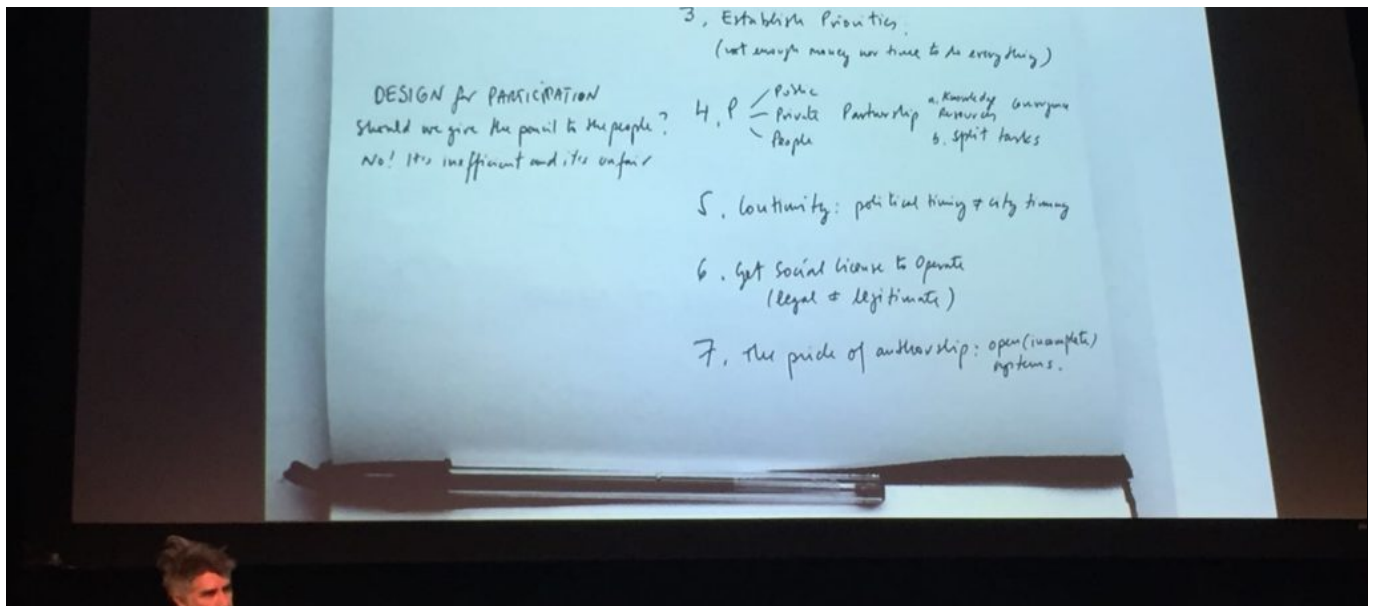 3, Establish Priorities.
(not enough money nor time to do everything)
DESIGN for PARTICIPATION
Should we give the pencil to the people?
No! It's inefficient and it's unfair
4, P Public
Private
People
Partnership
a. Knowledge
Resources
b. split tasks
5, Continuity: political timing ≠ city timing
6. Get Social License to Operate
(legal ≠ legitimate)
7, The pride of authorship: open (incomplete)
systems.